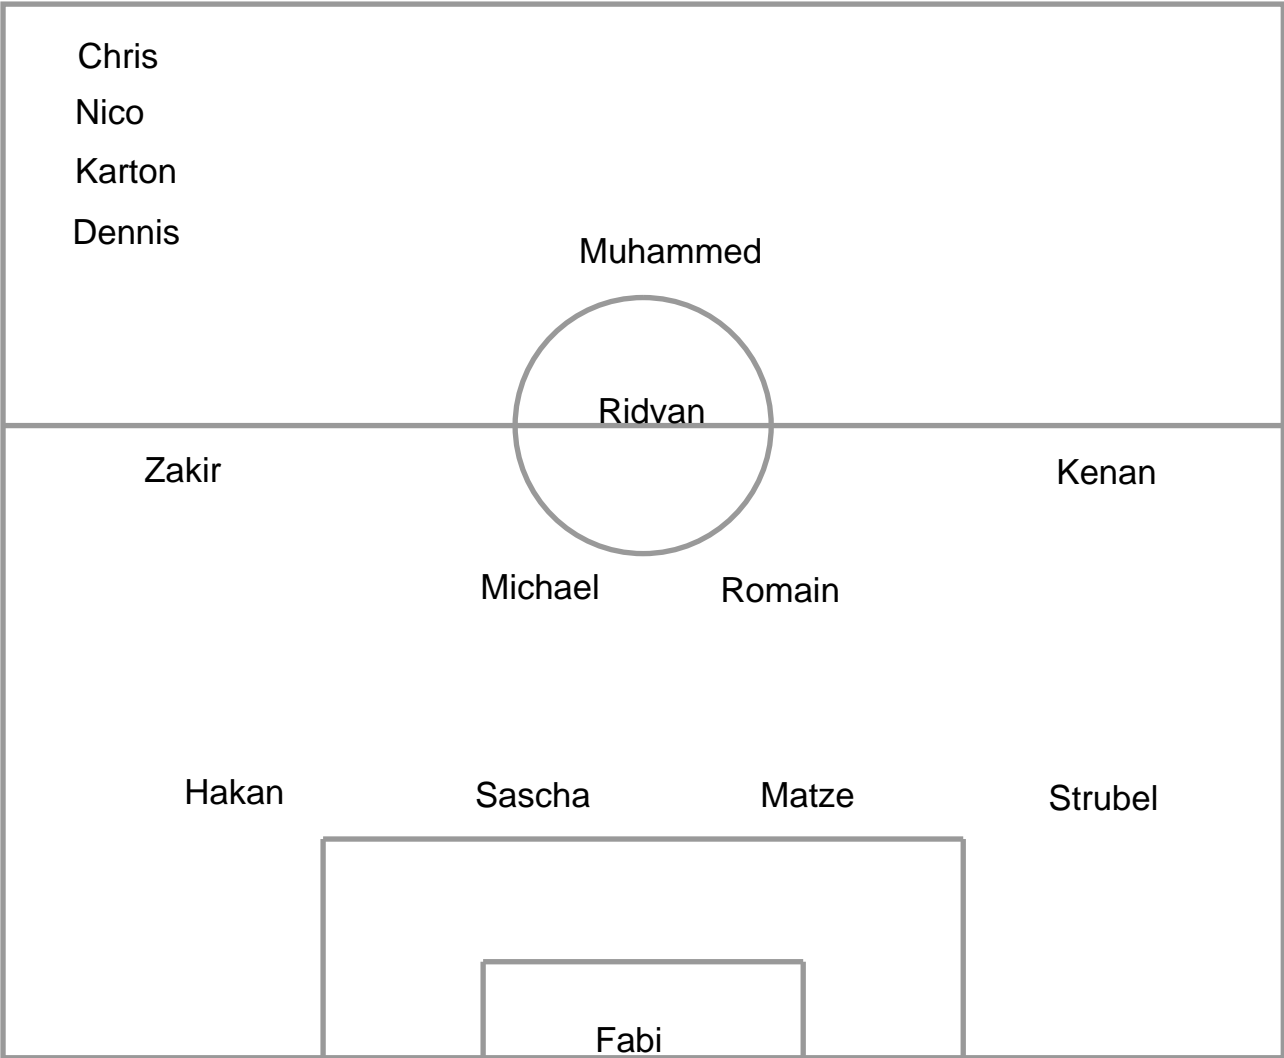 Chris
Nico
Karton
Dennis
Muhammed
Ridvan
Zakir
Kenan
Michael
Romain
Hakan
Sascha
Matze
Strubel
Fabi